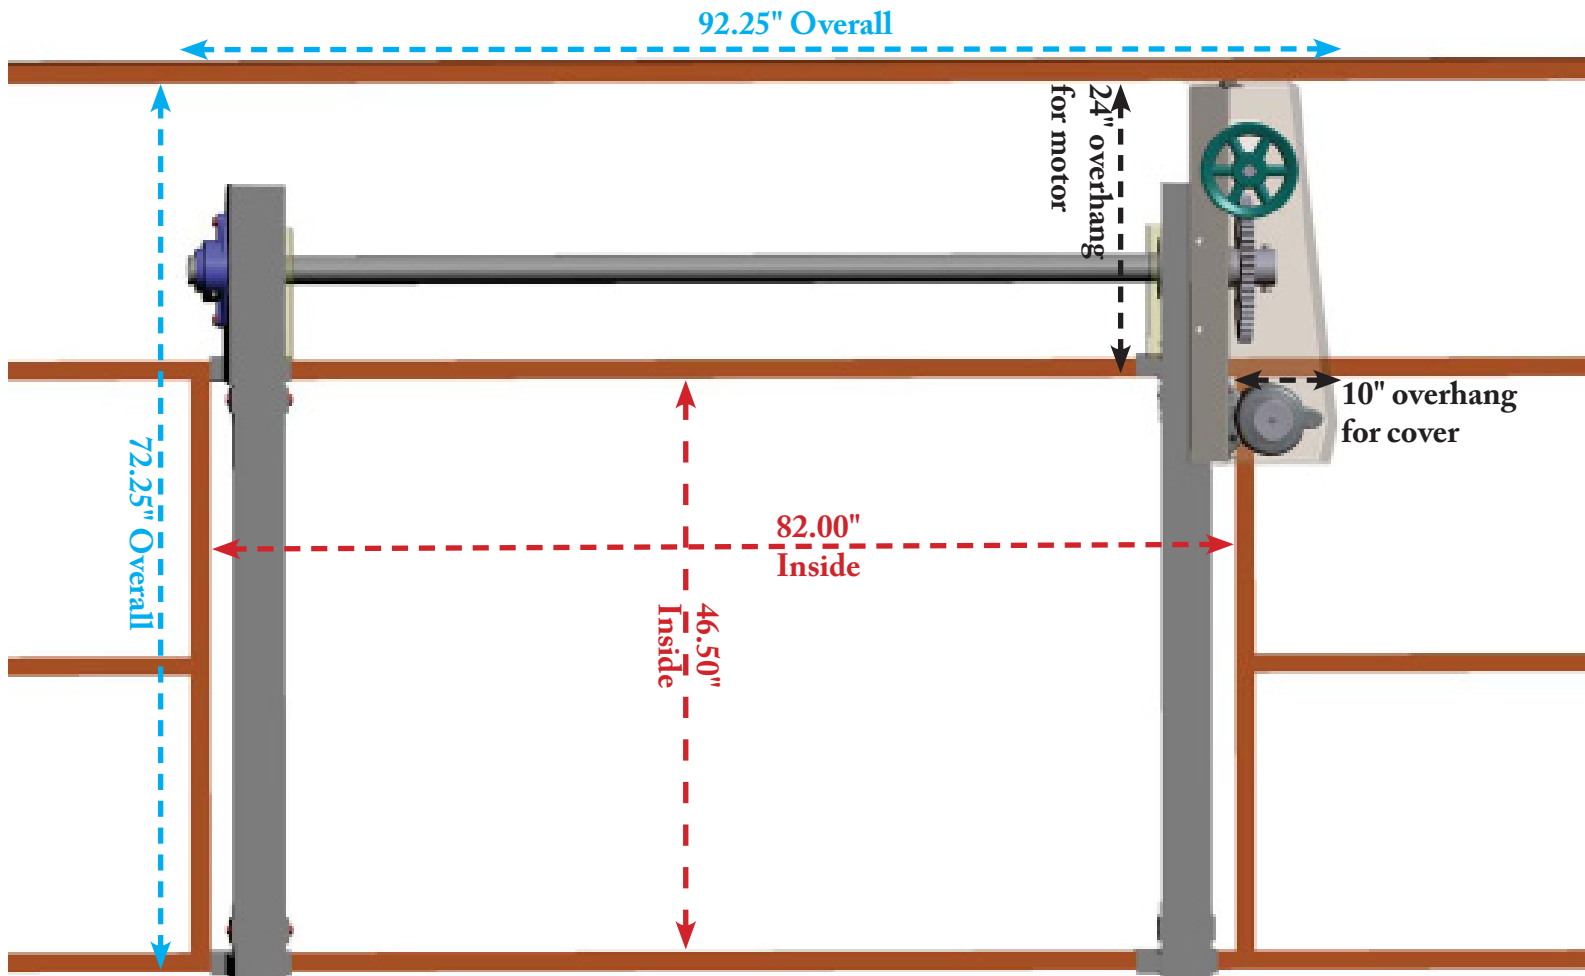 92.25" Overall
24" overhang
for motor
10" overhang
for cover
72.25" Overall
82.00"
Inside
46.50"
Inside